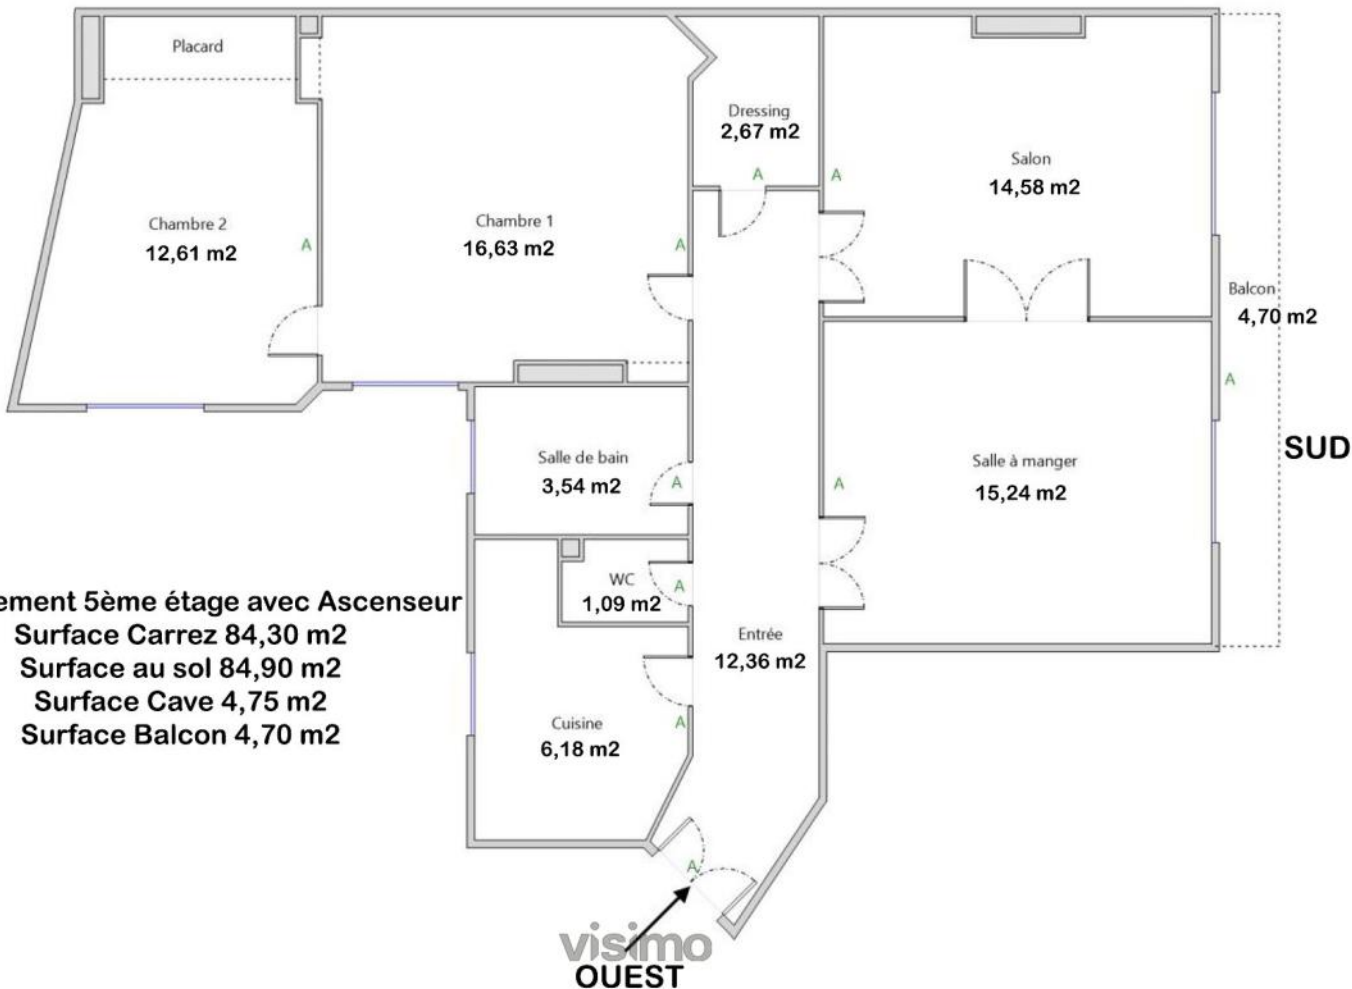 Placard
Dressing
2,67 m2
A
A
Salon
14,58 m2
Chambre 2
12,61 m2
A
Chambre 1
16,63 m2
A
Balcon
4,70 m2
A
SUD
Salle de bain
3,54 m2
A
A
Salle à manger
15,24 m2
WC
1,09 m2
A
Entrée
12,36 m2
Cuisine
6,18 m2
A
ement 5ème étage avec Ascenseur
Surface Carrez 84,30 m2
Surface au sol 84,90 m2
Surface Cave 4,75 m2
Surface Balcon 4,70 m2
A
visimo
OUEST